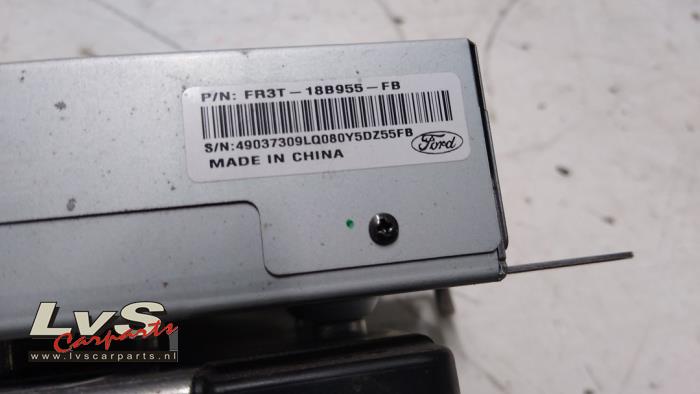 P/N: FR3T-18B955-FB
S/N:49037309LQ080Y5DZ55FB
Ford
MADE IN CHINA
LvS
Carparts
www.lvscarparts.nl